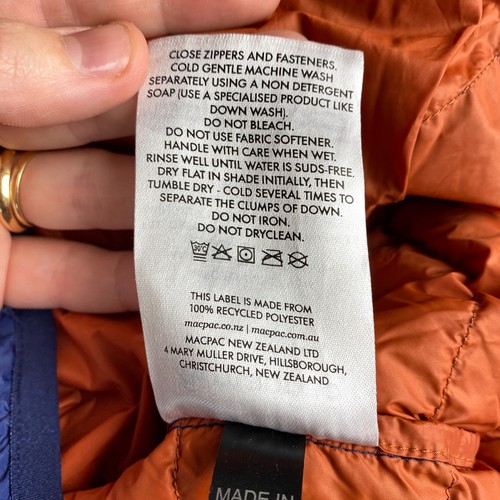 CLOSE ZIPPERS AND FASTENERS.
COLD GENTLE MACHINE WASH
SEPARATELY USING A NON DETERGENT
SOAP (USE A SPECIALISED PRODUCT LIKE
DOWN WASH).
DO NOT BLEACH.
DO NOT USE FABRIC SOFTENER.
HANDLE WITH CARE WHEN WET.
RINSE WELL UNTIL WATER IS SUDS-FREE.
DRY FLAT IN SHADE INITIALLY, THEN
TUMBLE DRY - COLD SEVERAL TIMES TO
SEPARATE THE CLUMPS OF DOWN.
DO NOT IRON.
DO NOT DRYCLEAN.
THIS LABEL IS MADE FROM
100% RECYCLED POLYESTER
macpac.co.nz | macpac.com.au
MACPAC NEW ZEALAND LTD
4 MARY MULLER DRIVE, HILLSBOROUGH,
CHRISTCHURCH, NEW ZEALAND
MADE IN